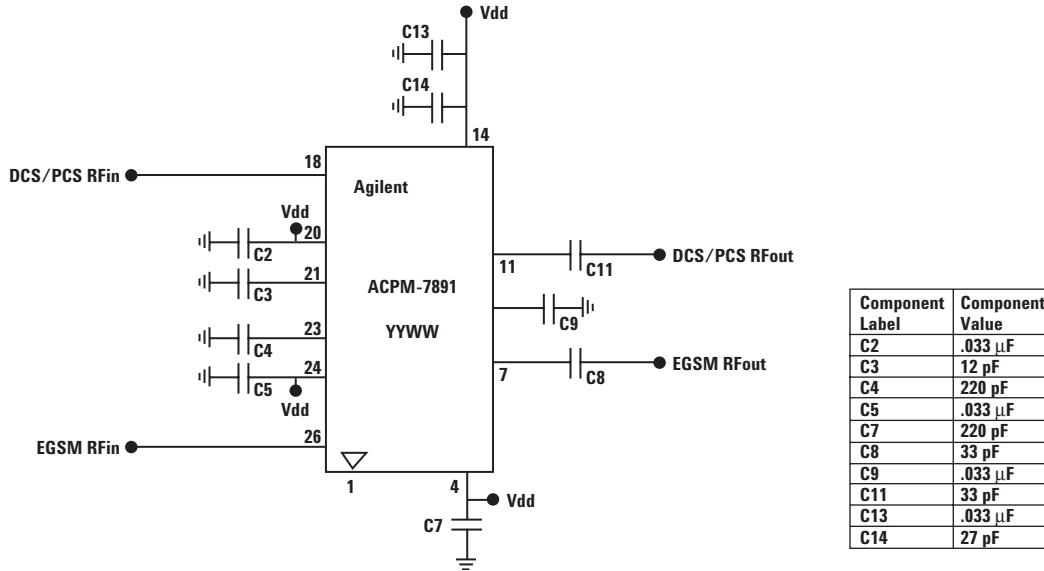 Vdd
C13
C14
14
18
DCS/PCS RFin
Agilent
Vdd
20
C2
11
C11
DCS/PCS RFout
21
C3
ACPM-7891
C9
23
C4
YYWW
24
C5
7
C8
EGSM RFout
Vdd
EGSM RFin
26
1
4
Vdd
C7
Component Label Component Value
C2 .033 μF
C3 12 pF
C4 220 pF
C5 .033 μF
C7 220 pF
C8 33 pF
C9 .033 μF
C11 33 pF
C13 .033 μF
C14 27 pF